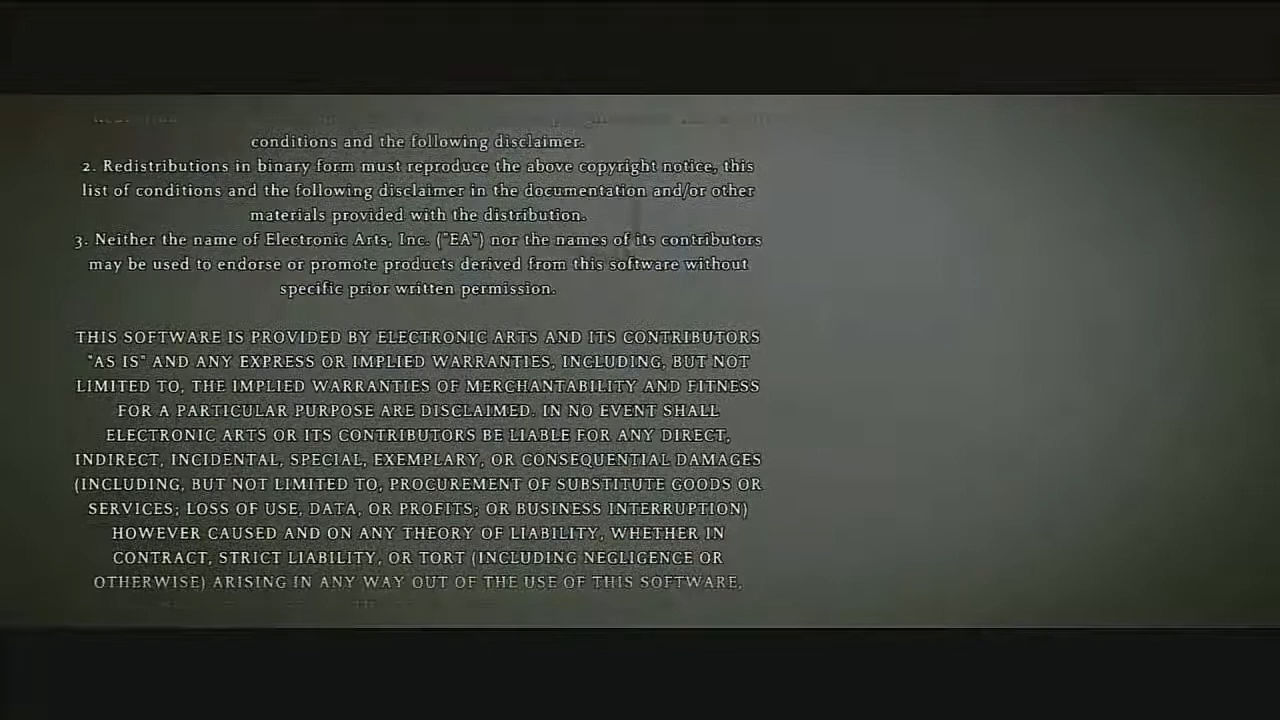 conditions and the following disclaimer.
2. Redistributions in binary form must reproduce the above copyright notice, this
list of conditions and the following disclaimer in the documentation and/or other
materials provided with the distribution.
3. Neither the name of Electronic Arts, Inc. ("EA") nor the names of its contributors
may be used to endorse or promote products derived from this software without
specific prior written permission.
THIS SOFTWARE IS PROVIDED BY ELECTRONIC ARTS AND ITS CONTRIBUTORS
"AS IS" AND ANY EXPRESS OR IMPLIED WARRANTIES, INCLUDING, BUT NOT
LIMITED TO, THE IMPLIED WARRANTIES OF MERCHANTABILITY AND FITNESS
FOR A PARTICULAR PURPOSE ARE DISCLAIMED. IN NO EVENT SHALL
ELECTRONIC ARTS OR ITS CONTRIBUTORS BE LIABLE FOR ANY DIRECT,
INDIRECT, INCIDENTAL, SPECIAL, EXEMPLARY, OR CONSEQUENTIAL DAMAGES
(INCLUDING, BUT NOT LIMITED TO, PROCUREMENT OF SUBSTITUTE GOODS OR
SERVICES; LOSS OF USE, DATA, OR PROFITS; OR BUSINESS INTERRUPTION)
HOWEVER CAUSED AND ON ANY THEORY OF LIABILITY, WHETHER IN
CONTRACT, STRICT LIABILITY, OR TORT (INCLUDING NEGLIGENCE OR
OTHERWISE) ARISING IN ANY WAY OUT OF THE USE OF THIS SOFTWARE,